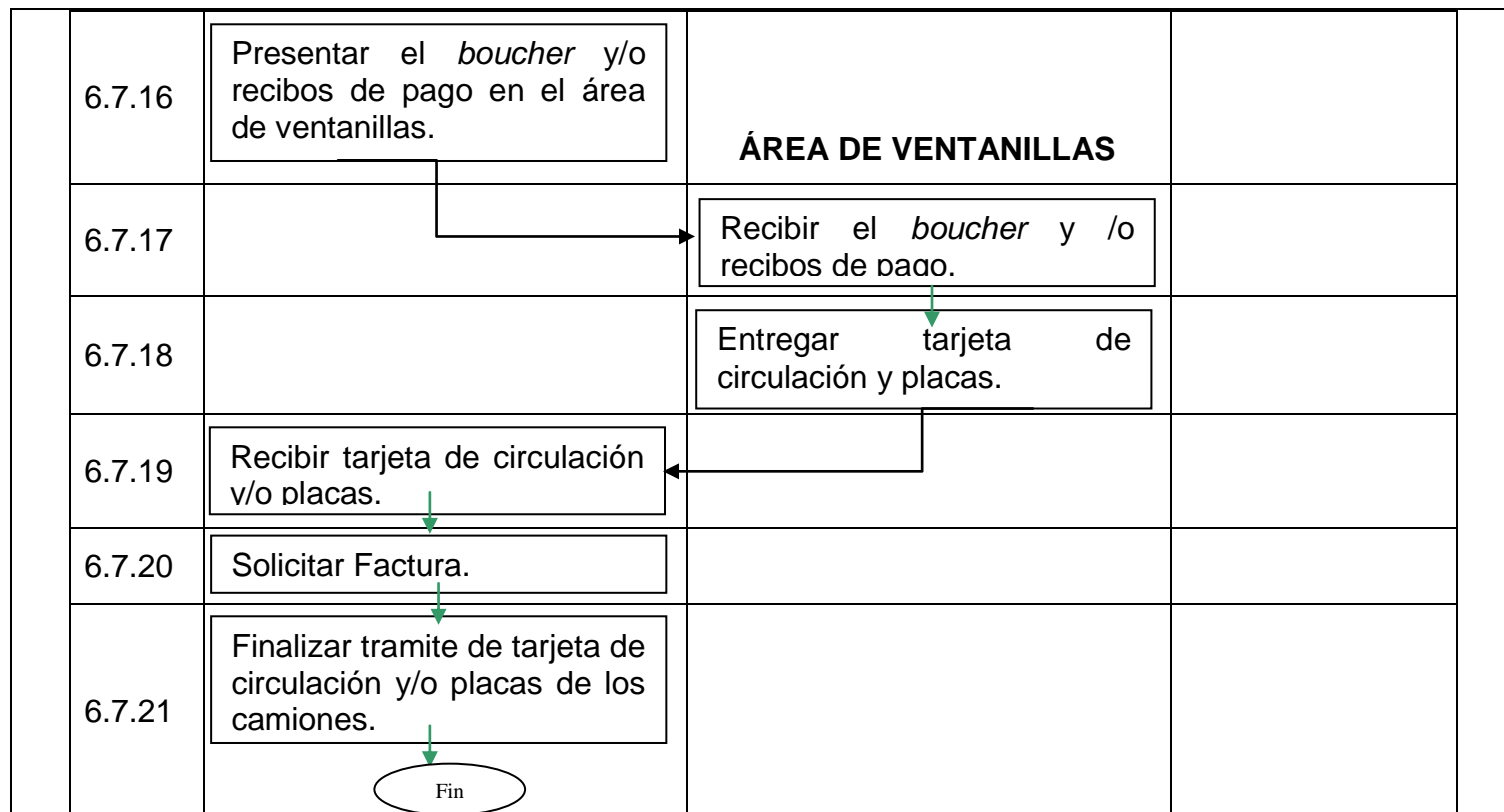 6.7.16
Presentar el boucher y/o
recibos de pago en el área
de ventanillas.
ÁREA DE VENTANILLAS
6.7.17
Recibir el boucher y /o
recibos de pago.
6.7.18
Entregar tarjeta de
circulación y placas.
6.7.19
Recibir tarjeta de circulación
y/o placas.
6.7.20
Solicitar Factura.
6.7.21
Finalizar tramite de tarjeta de
circulación y/o placas de los
camiones.
Fin